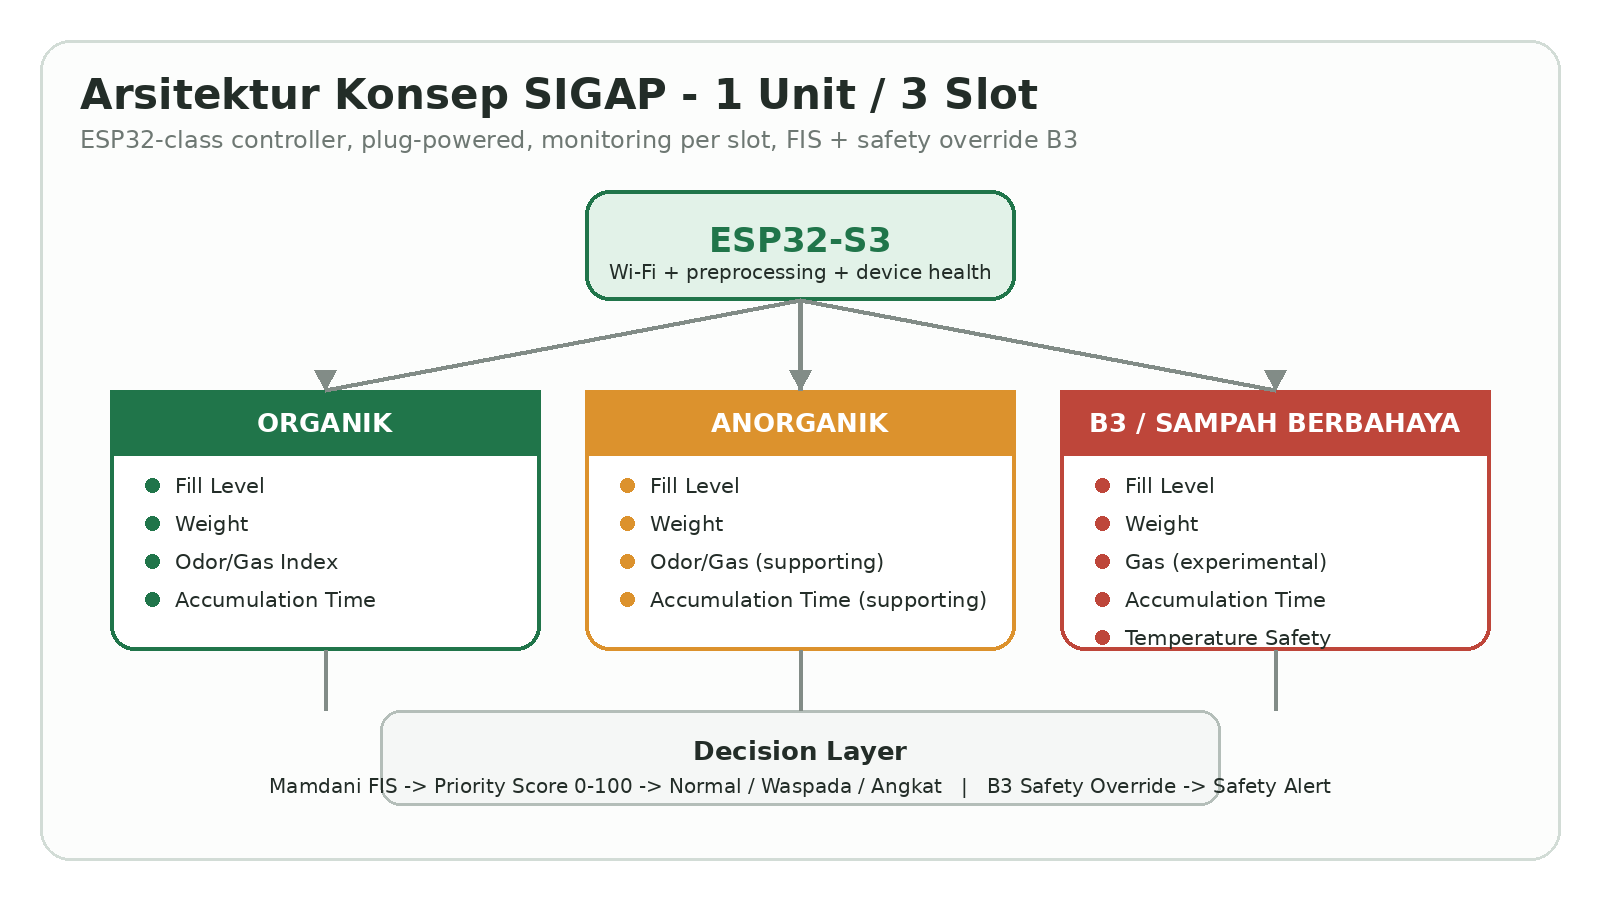 Arsitektur Konsep SIGAP - 1 Unit / 3 Slot
ESP32-class controller, plug-powered, monitoring per slot, FIS + safety override B3
ESP32-S3
Wi-Fi + preprocessing + device health
ORGANIK
Fill Level
Weight
Odor/Gas Index
Accumulation Time
ANORGANIK
Fill Level
Weight
Odor/Gas (supporting)
Accumulation Time (supporting)
B3 / SAMPAH BERBAHAYA
Fill Level
Weight
Gas (experimental)
Accumulation Time
Temperature Safety
Decision Layer
Mamdani FIS -> Priority Score 0-100 -> Normal / Waspada / Angkat | B3 Safety Override -> Safety Alert